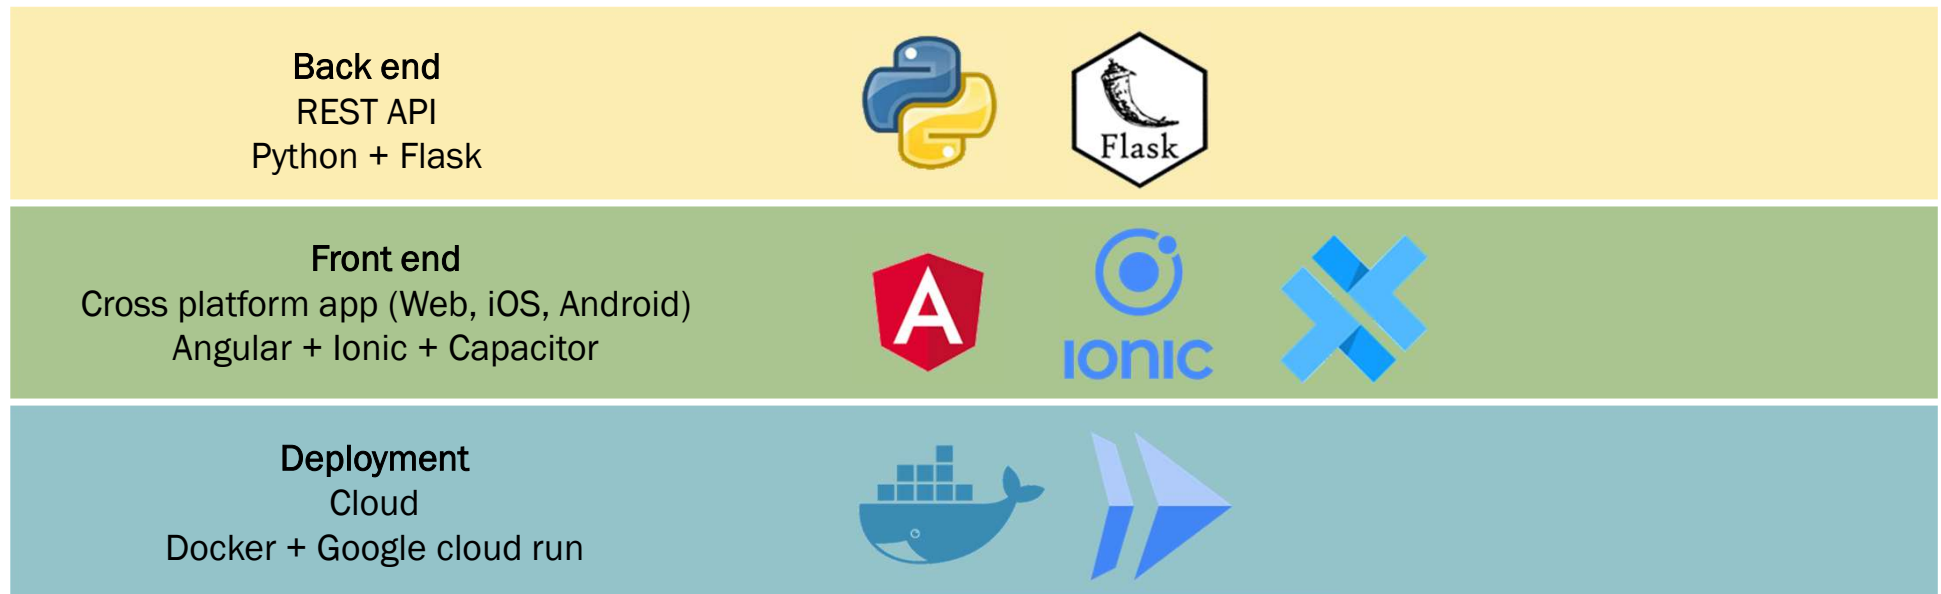 Back end
REST API
Python + Flask
Flask
Front end
Cross platform app (Web, iOS, Android)
Angular + Ionic + Capacitor
A
IONIC
Deployment
Cloud
Docker + Google cloud run